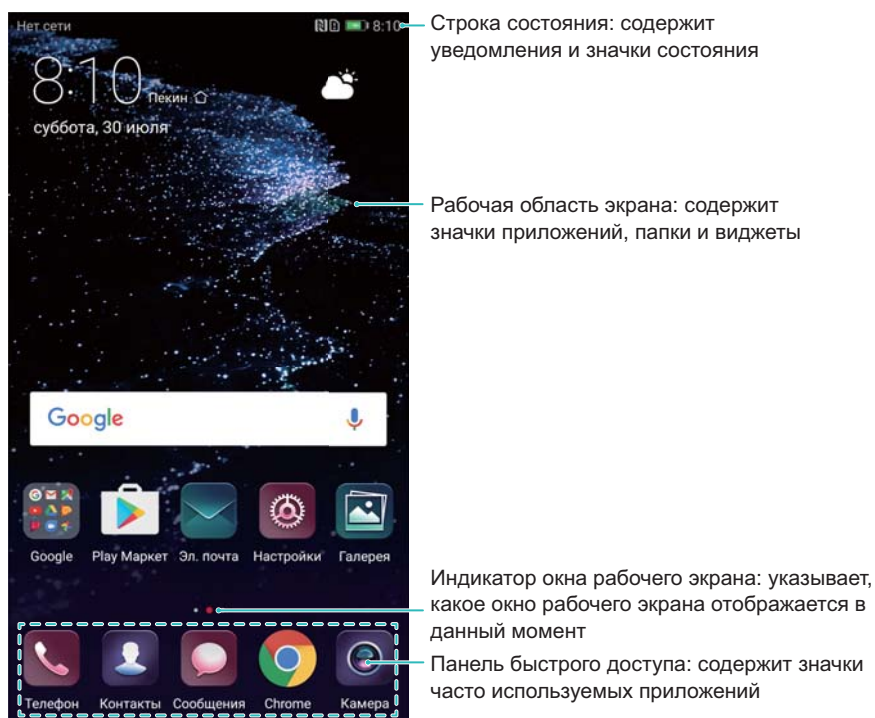 Нет сети
8:10
8:10
Пекин
суббота, 30 июля
Google
Google
Play Маркет
Эл. почта
Настройки
Галерея
Телефон
Контакты
Сообщения
Chrome
Камера
Строка состояния: содержит
уведомления и значки состояния
Рабочая область экрана: содержит
значки приложений, папки и виджеты
Индикатор окна рабочего экрана: указывает,
какое окно рабочего экрана отображается в
данный момент
Панель быстрого доступа: содержит значки
часто используемых приложений